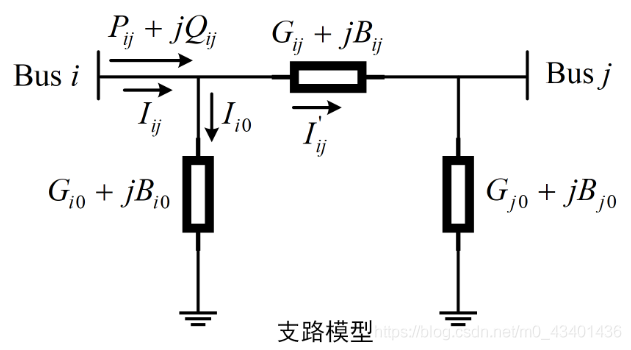 P_{ij} + jQ_{ij}
G_{ij} + jB_{ij}
Bus i
Bus j
I_{ij}
I_{i0}
I'_{ij}
G_{i0} + jB_{i0}
G_{j0} + jB_{j0}
支路模型
https://blog.csdn.net/m0_43401436